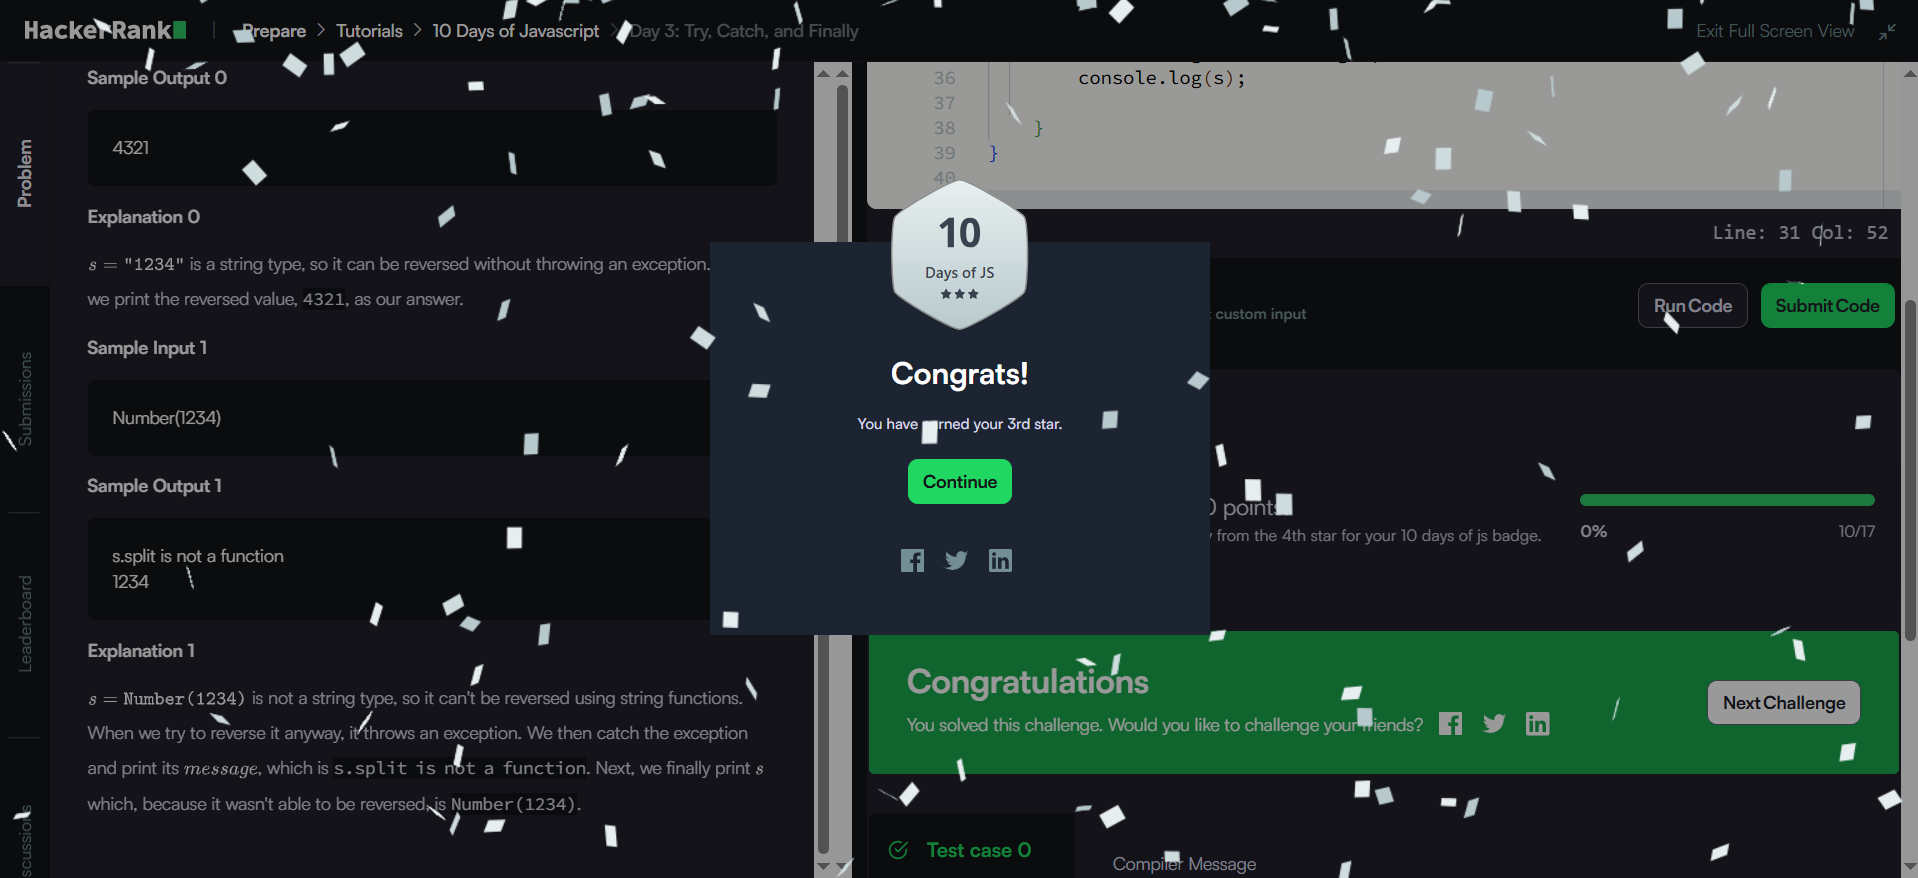 HackerRank
Prepare > Tutorials > 10 Days of Javascript > Day 3: Try, Catch, and Finally
Exit Full Screen View
Problem
Submissions
Leaderboard
Sample Output 0
4321
Explanation 0
s = "1234" is a string type, so it can be reversed without throwing an exception.
we print the reversed value, 4321, as our answer.
Sample Input 1
Number(1234)
Sample Output 1
s.split is not a function
1234
Explanation 1
s = Number(1234) is not a string type, so it can't be reversed using string functions.
When we try to reverse it anyway, it throws an exception. We then catch the exception
and print its message, which is s.split is not a function. Next, we finally print s
which, because it wasn't able to be reversed, is Number(1234).
36 console.log(s);
37
38 }
39 }
40
Line: 31 Col: 52
custom input
Run Code
Submit Code
10
Days of JS
★★★
Congrats!
You have earned your 3rd star.
Continue
points
from the 4th star for your 10 days of js badge.
0%
10/17
Congratulations
You solved this challenge. Would you like to challenge your friends?
Next Challenge
Test case 0
Compiler Message